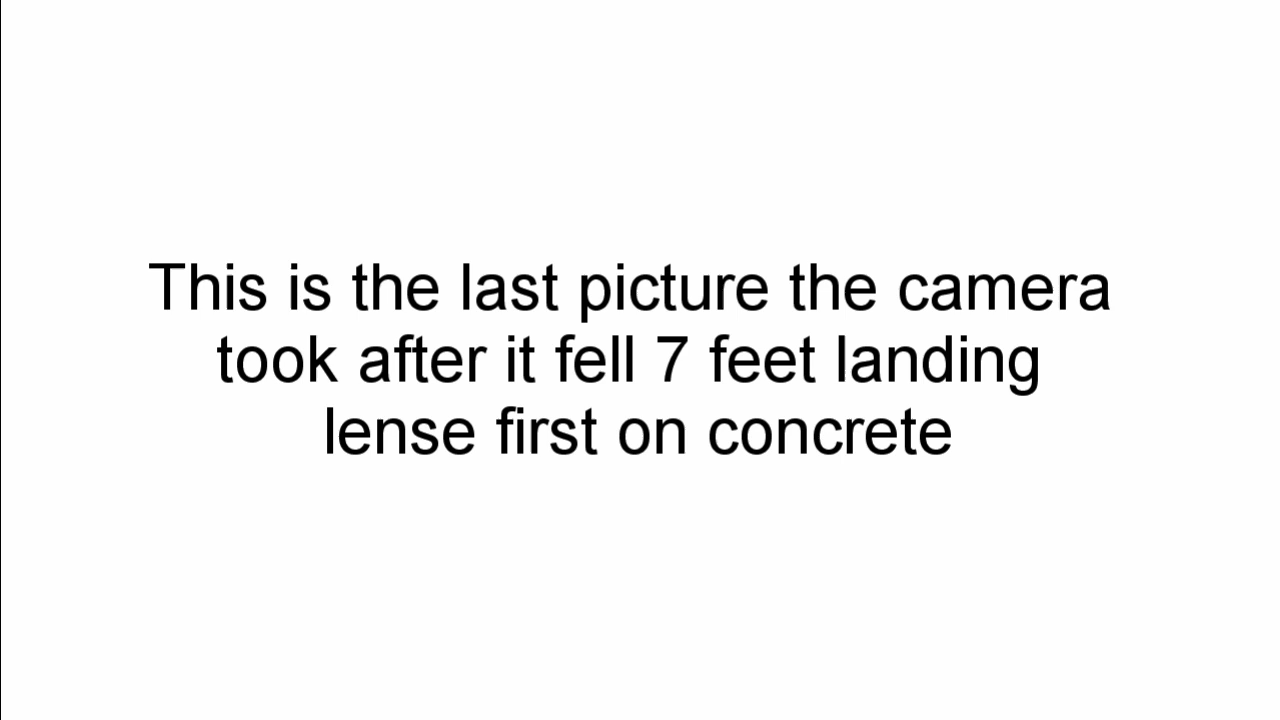 This is the last picture the camera
took after it fell 7 feet landing
lense first on concrete